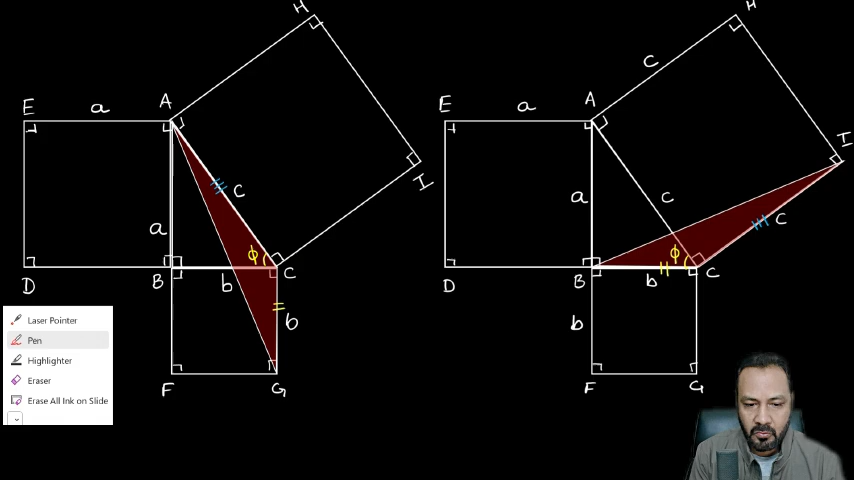 H
E a A
c
a
I
φ
B b C
D
b
F G
H
c
E a A
I
a c
c
φ
B b C
D
b
F G
Laser Pointer
Pen
Highlighter
Eraser
Erase All Ink on Slide